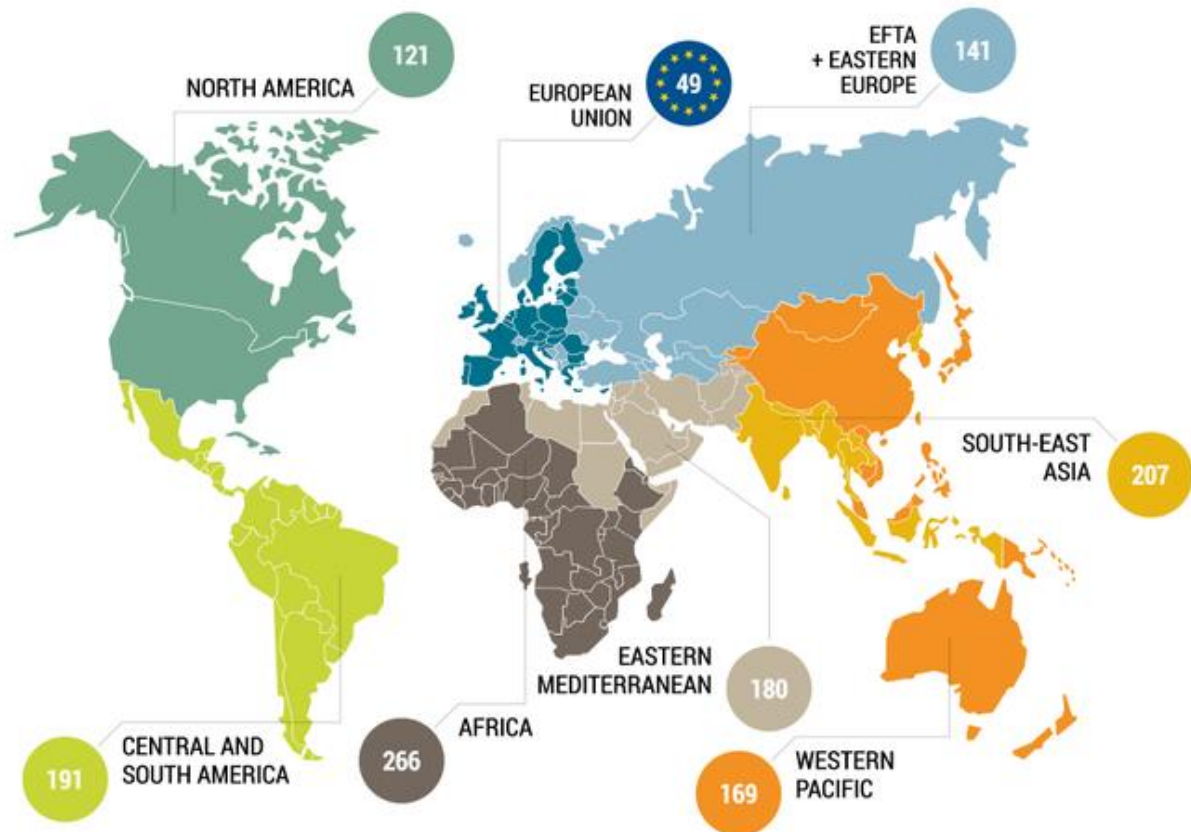 121
NORTH AMERICA
EUROPEAN
UNION
49
EFTA
+ EASTERN
EUROPE
141
SOUTH-EAST
ASIA
207
EASTERN
MEDITERRANEAN
180
AFRICA
266
CENTRAL AND
SOUTH AMERICA
191
WESTERN
PACIFIC
169